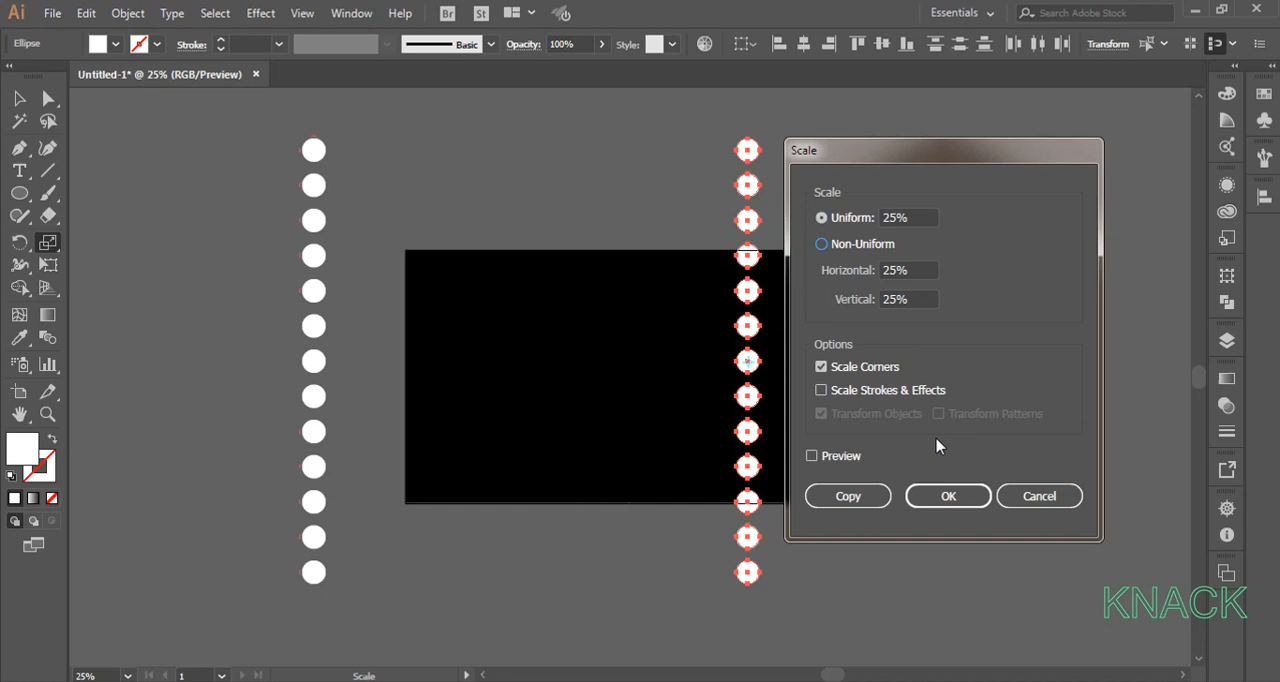 Ai File Edit Object Type Select Effect View Window Help Br St Essentials Search Adobe Stock
Ellipse Stroke: Basic Opacity: 100% Style: Transform
Untitled-1* @ 25% (RGB/Preview) ×
Scale
Scale
Uniform: 25%
Non-Uniform
Horizontal: 25%
Vertical: 25%
Options
Scale Corners
Scale Strokes & Effects
Transform Objects Transform Patterns
Preview
Copy OK Cancel
KNACK
25% 1 Scale